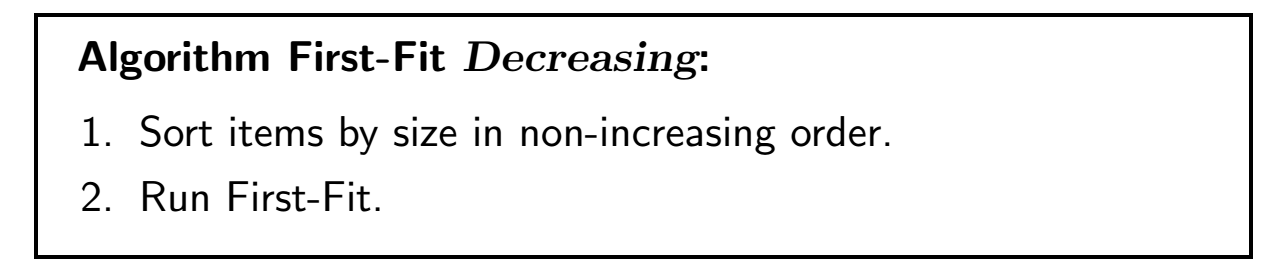 Algorithm First-Fit Decreasing:
1. Sort items by size in non-increasing order.
2. Run First-Fit.